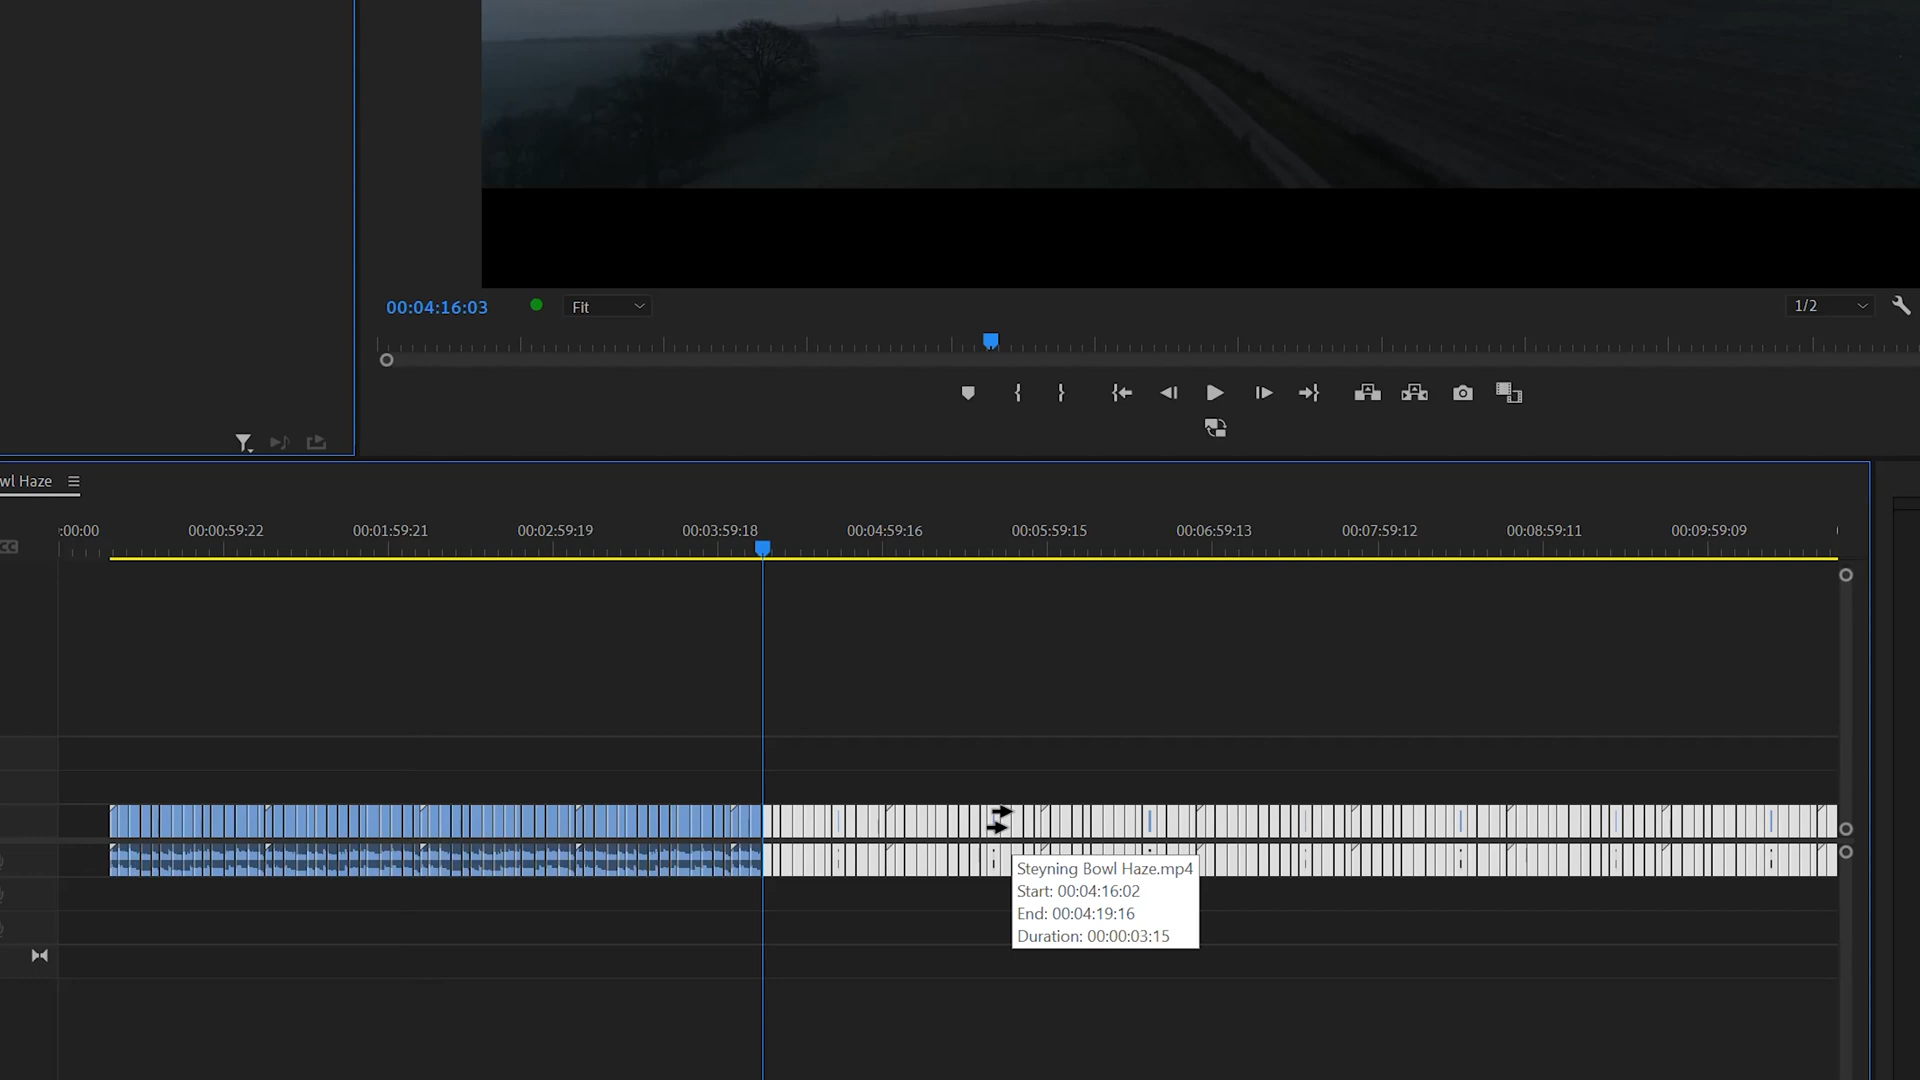 00:04:16:03
Fit
1/2
wl Haze
:00:00
00:00:59:22
00:01:59:21
00:02:59:19
00:03:59:18
00:04:59:16
00:05:59:15
00:06:59:13
00:07:59:12
00:08:59:11
00:09:59:09
CC
Steyning Bowl Haze.mp4
Start: 00:04:16:02
End: 00:04:19:16
Duration: 00:00:03:15